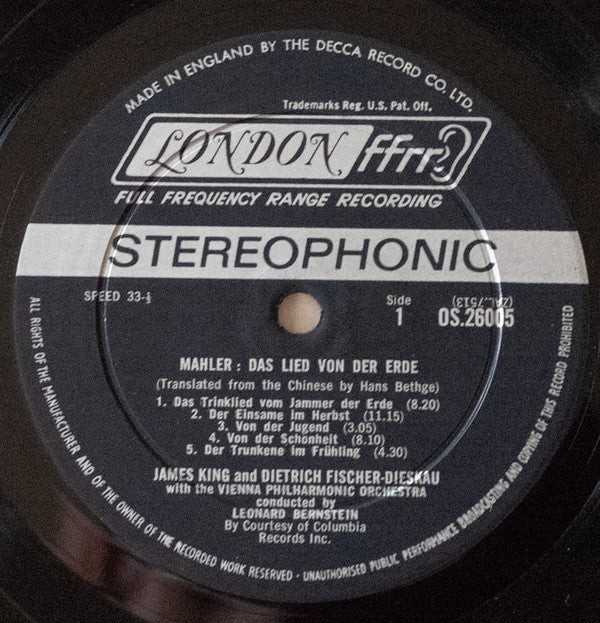 MADE IN ENGLAND BY THE DECCA RECORD CO. LTD.
Trademarks Reg. U.S. Pat. Off.
LONDON ffrr
FULL FREQUENCY RANGE RECORDING
STEREOPHONIC
SPEED 33-⅓
Side
1
(ZAL.7513)
OS.26005
MAHLER: DAS LIED VON DER ERDE
(Translated from the Chinese by Hans Bethge)
1. Das Trinklied vom Jammer der Erde (8.20)
2. Der Einsame im Herbst (11.15)
3. Von der Jugend (3.05)
4. Von der Schönheit (8.10)
5. Der Trunkene im Frühling (4.30)
JAMES KING and DIETRICH FISCHER-DIESKAU
with the VIENNA PHILHARMONIC ORCHESTRA
conducted by
LEONARD BERNSTEIN
By Courtesy of Columbia
Records Inc.
ALL RIGHTS OF THE MANUFACTURER AND OF THE OWNER OF THE RECORDED WORK RESERVED · UNAUTHORISED PUBLIC PERFORMANCE BROADCASTING AND COPYING OF THIS RECORD PROHIBITED